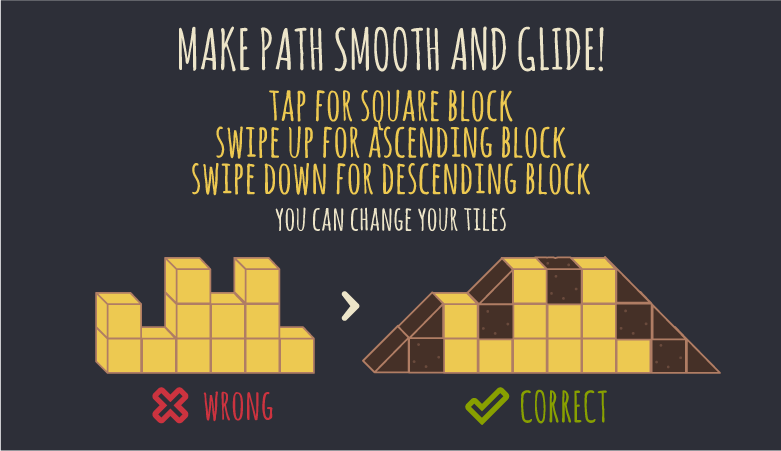 MAKE PATH SMOOTH AND GLIDE!
TAP FOR SQUARE BLOCK
SWIPE UP FOR ASCENDING BLOCK
SWIPE DOWN FOR DESCENDING BLOCK
YOU CAN CHANGE YOUR TILES
WRONG
CORRECT